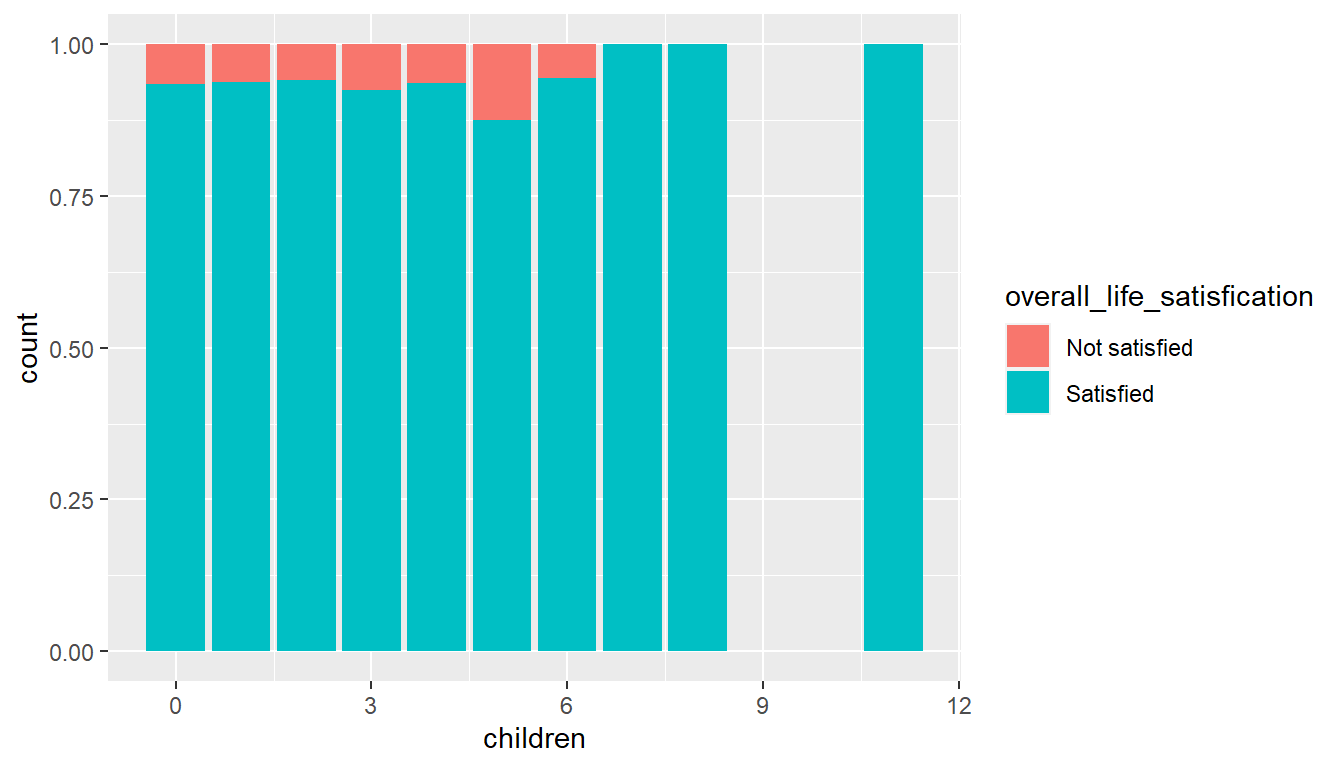 1.00
0.75
0.50
0.25
0.00
count
0 3 6 9 12
children
overall_life_satisfication
Not satisfied
Satisfied